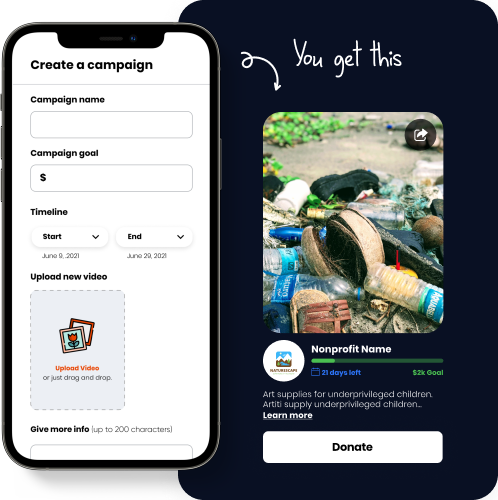 Create a campaign
Campaign name
Campaign goal
$
Timeline
Start
End
June 9, .2021
June 29, 2021
Upload new video
Upload Video
or just drag and drop.
Give more info (up to 200 characters)
You get this
NATURESCAPE
Nonprofit Name
21 days left
$2k Goal
Art supplies for underprivileged children.
Artiti supply underprivileged children...
Learn more
Donate